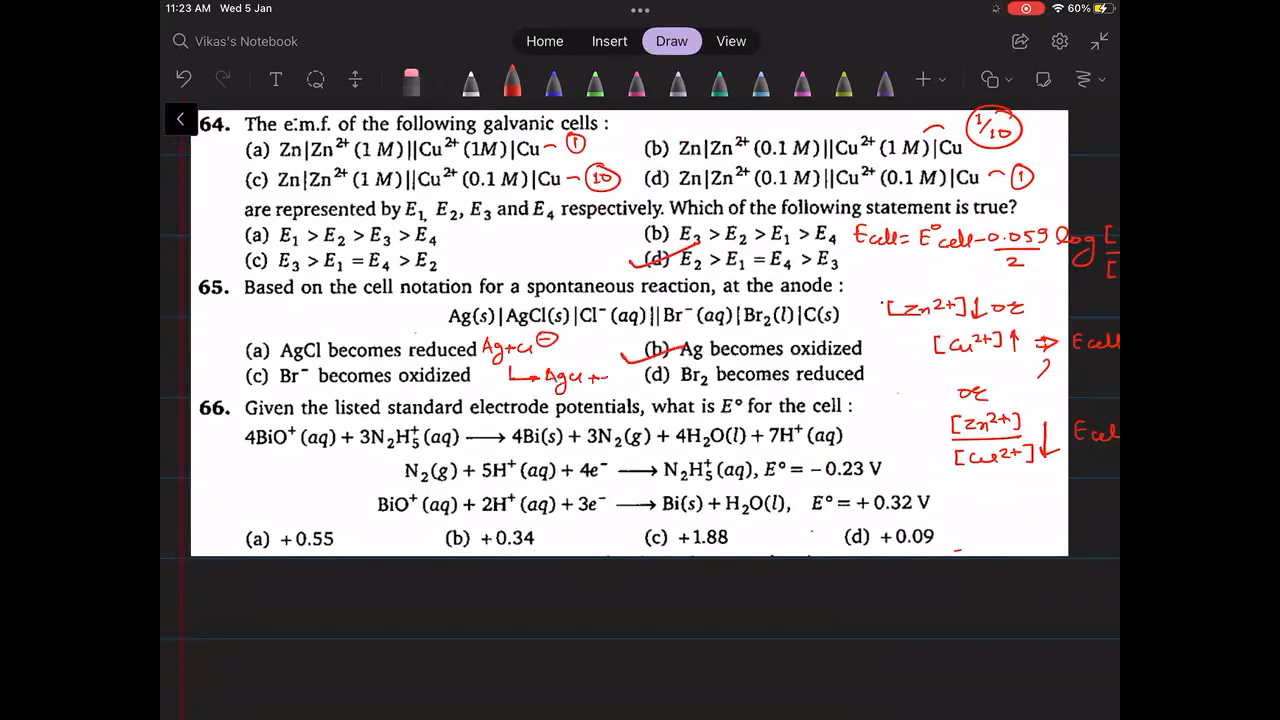 11:23 AM Wed 5 Jan
60%
Vikas's Notebook
Home Insert Draw View
64. The e.m.f. of the following galvanic cells :
(a) Zn|Zn²⁺ (1 M)||Cu²⁺ (1M)|Cu – 1
(b) Zn|Zn²⁺ (0.1 M)||Cu²⁺ (1 M)|Cu 1/10
(c) Zn|Zn²⁺ (1 M)||Cu²⁺ (0.1 M)|Cu – 10
(d) Zn|Zn²⁺ (0.1 M)||Cu²⁺ (0.1 M)|Cu – 1
are represented by E₁, E₂, E₃ and E₄ respectively. Which of the following statement is true?
(a) E₁ > E₂ > E₃ > E₄
(b) E₃ > E₂ > E₁ > E₄
Ecell = E°cell - 0.059/2 log [
[
(c) E₃ > E₁ = E₄ > E₂
(d) E₂ > E₁ = E₄ > E₃
65. Based on the cell notation for a spontaneous reaction, at the anode :
Ag(s)|AgCl(s)|Cl⁻ (aq)||Br⁻ (aq)|Br₂(l)|C(s)
[Zn²⁺]↓ or
[Cu²⁺]↑ ⇒ Ecell
(a) AgCl becomes reduced
Ag+Cl⊖
(b) Ag becomes oxidized
(c) Br⁻ becomes oxidized
→ AgCl +
(d) Br₂ becomes reduced
or
[Zn²⁺]/[Cu²⁺] ↓ Ecell
66. Given the listed standard electrode potentials, what is E° for the cell :
4BiO⁺ (aq) + 3N₂H₅⁺ (aq) ⟶ 4Bi(s) + 3N₂(g) + 4H₂O(l) + 7H⁺ (aq)
N₂(g) + 5H⁺ (aq) + 4e⁻ ⟶ N₂H₅⁺ (aq), E° = – 0.23 V
BiO⁺ (aq) + 2H⁺ (aq) + 3e⁻ ⟶ Bi(s) + H₂O(l), E° = + 0.32 V
(a) +0.55 (b) +0.34 (c) +1.88 (d) +0.09